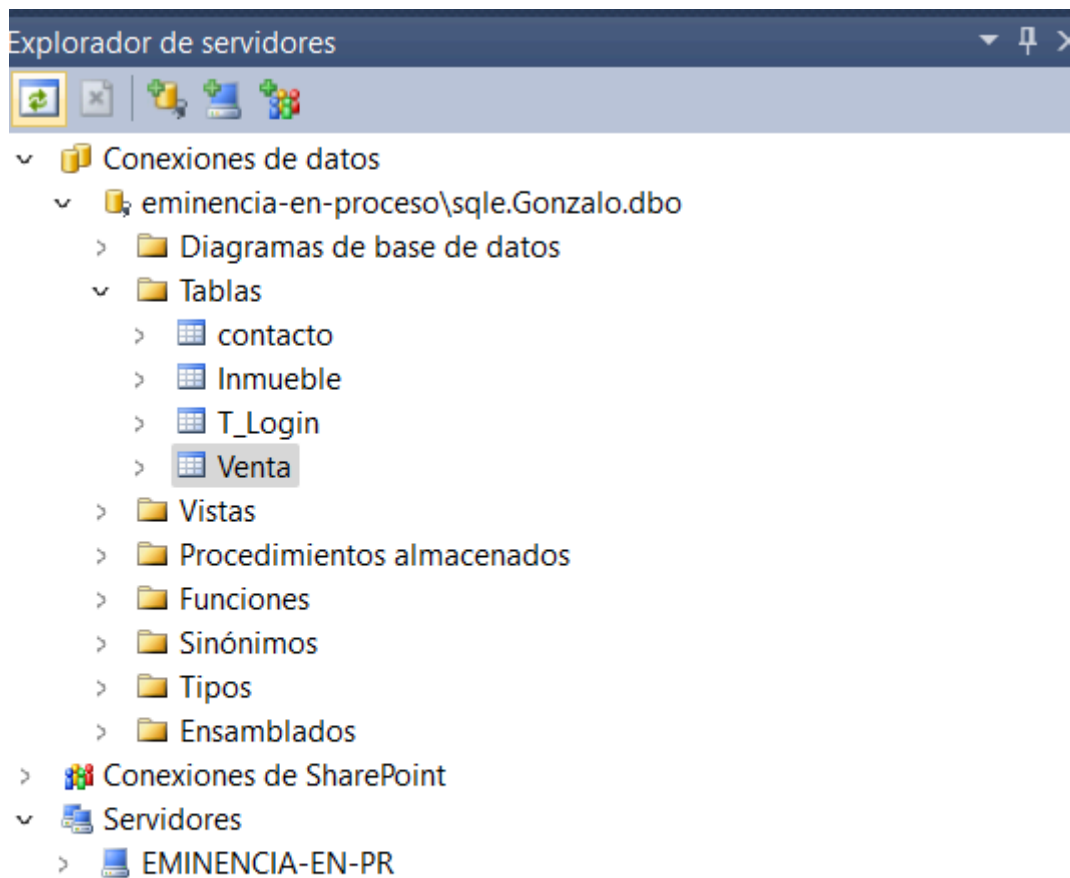 Explorador de servidores
Conexiones de datos
eminencia-en-proceso\sqle.Gonzalo.dbo
Diagramas de base de datos
Tablas
contacto
Inmueble
T_Login
Venta
Vistas
Procedimientos almacenados
Funciones
Sinónimos
Tipos
Ensamblados
Conexiones de SharePoint
Servidores
EMINENCIA-EN-PR